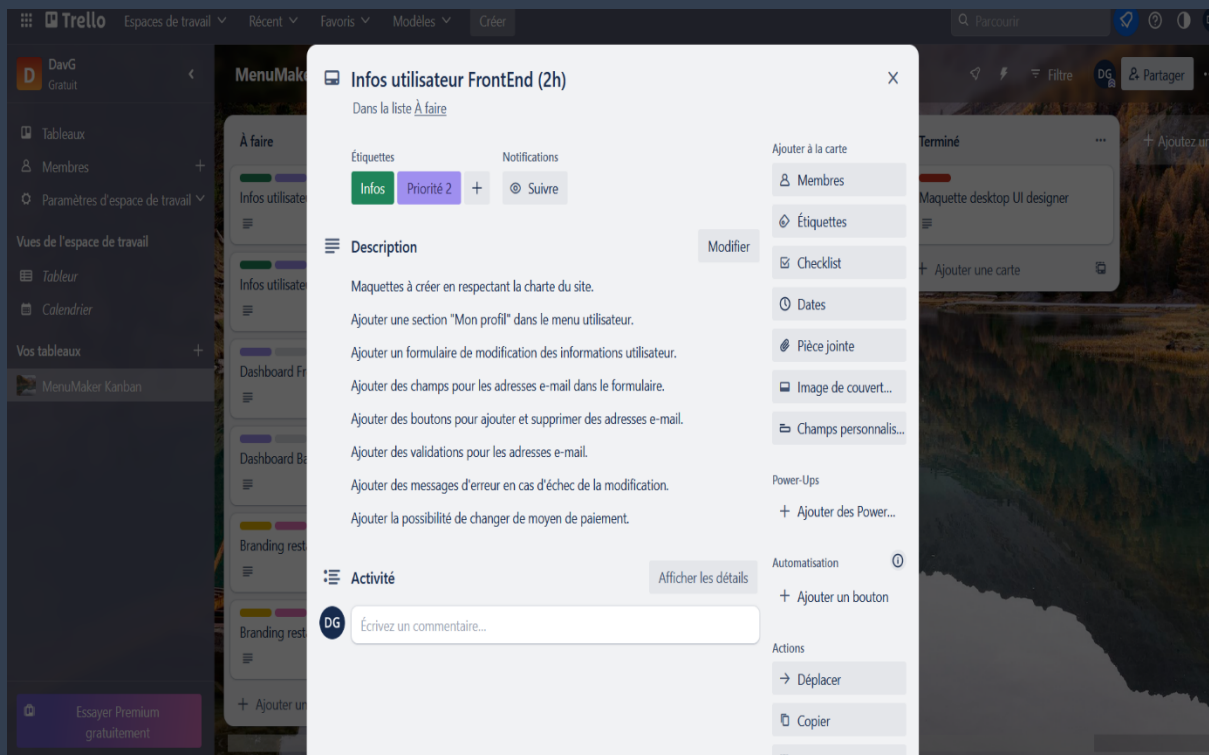 Trello Espaces de travail Récent Favoris Modèles Créer Parcourir
D DavG
Gratuit
MenuMake
Filtre DG Partager
Tableaux
Membres
Paramètres d'espace de travail
Vues de l'espace de travail
Tableur
Calendrier
Vos tableaux
MenuMaker Kanban
Essayer Premium
gratuitement
À faire
Infos utilisate
Infos utilisate
Dashboard Fr
Dashboard Ba
Branding rest
Branding rest
+ Ajouter un
Infos utilisateur FrontEnd (2h)
Dans la liste À faire
Étiquettes
Infos Priorité 2 +
Notifications
Suivre
Description
Modifier
Maquettes à créer en respectant la charte du site.
Ajouter une section "Mon profil" dans le menu utilisateur.
Ajouter un formulaire de modification des informations utilisateur.
Ajouter des champs pour les adresses e-mail dans le formulaire.
Ajouter des boutons pour ajouter et supprimer des adresses e-mail.
Ajouter des validations pour les adresses e-mail.
Ajouter des messages d'erreur en cas d'échec de la modification.
Ajouter la possibilité de changer de moyen de paiement.
Activité
Afficher les détails
DG Écrivez un commentaire...
Ajouter à la carte
Membres
Étiquettes
Checklist
Dates
Pièce jointe
Image de couvert...
Champs personnalis...
Power-Ups
+ Ajouter des Power...
Automatisation
+ Ajouter un bouton
Actions
Déplacer
Copier
Terminé
Maquette desktop UI designer
+ Ajouter une carte
+ Ajoutez un